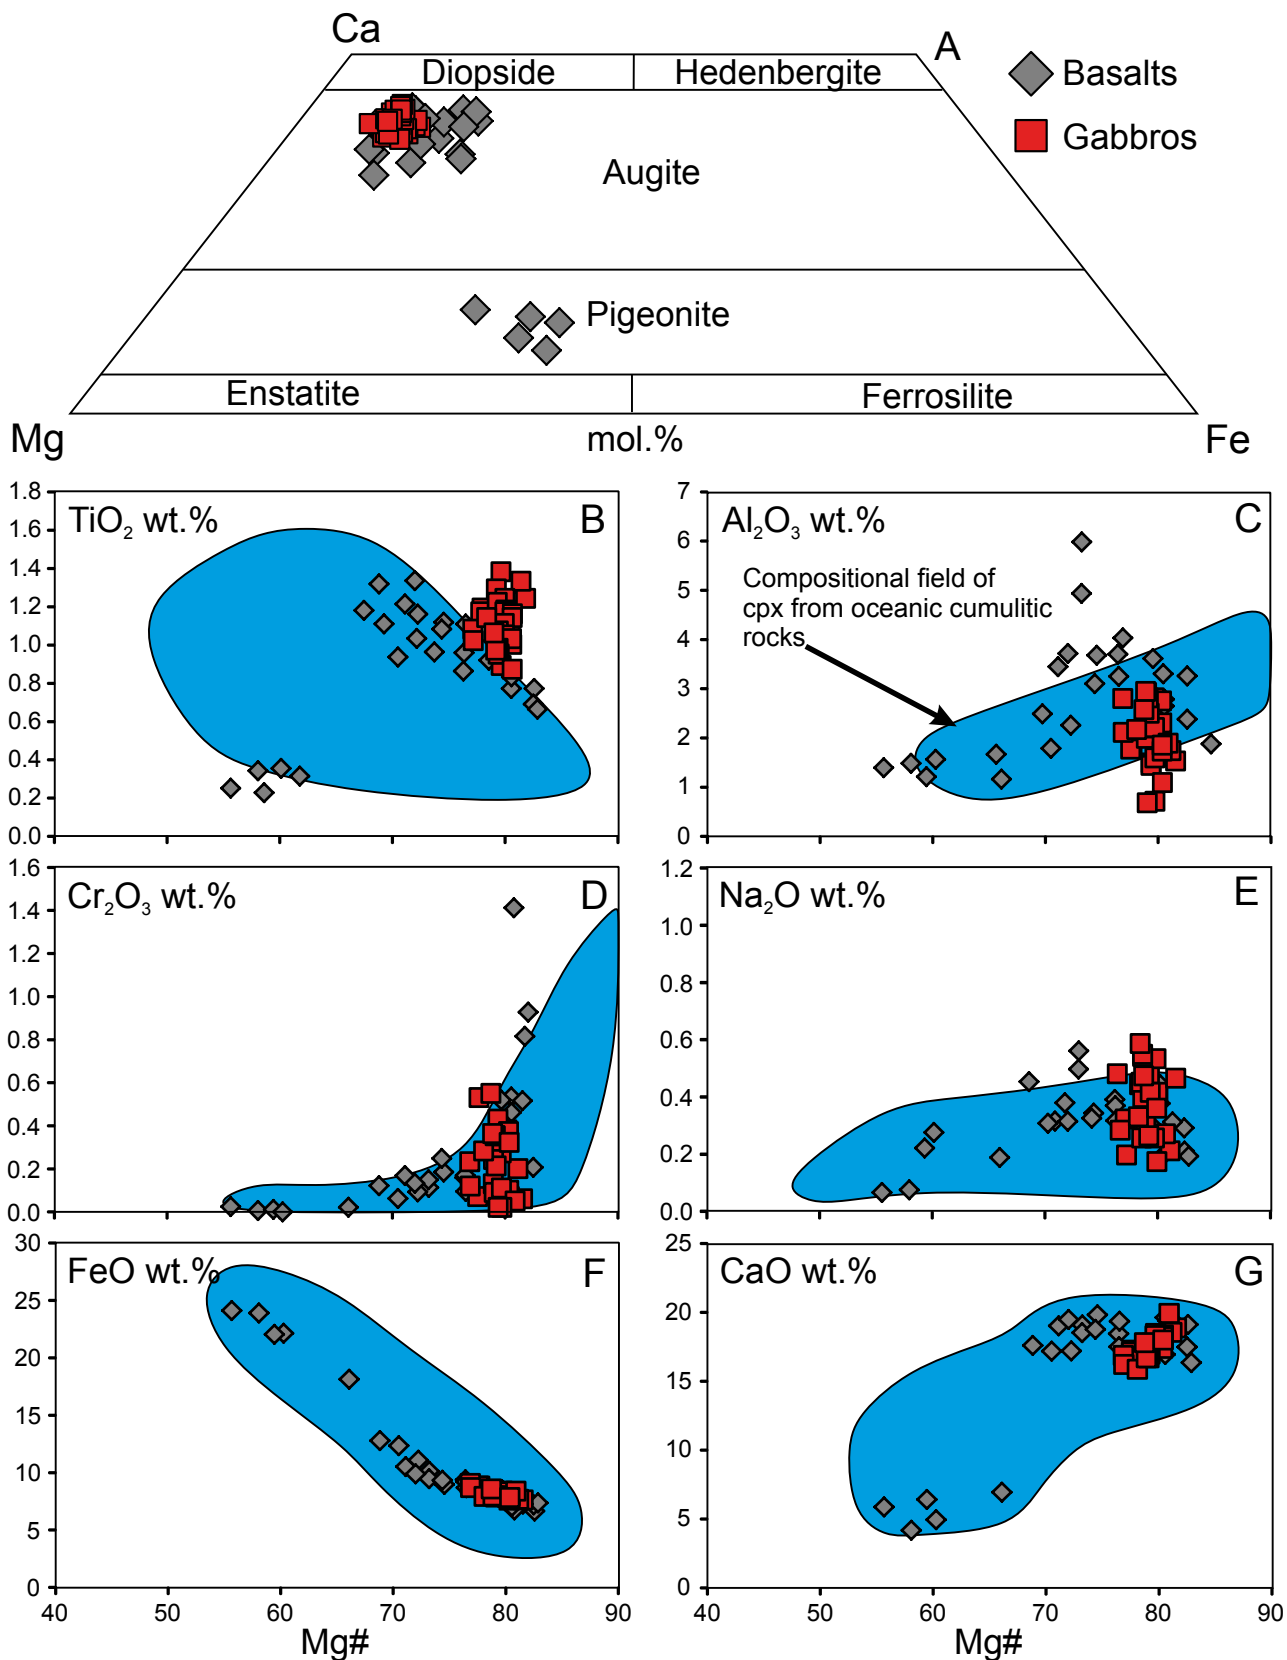 Ca
A
Diopside
Hedenbergite
Basalts
Gabbros
Augite
Pigeonite
Enstatite
Ferrosilite
Mg
mol.%
Fe
TiO₂ wt.%
B
1.8
1.6
1.4
1.2
1.0
0.8
0.6
0.4
0.2
0.0
Al₂O₃ wt.%
C
Compositional field of
cpx from oceanic cumulitic
rocks
7
6
5
4
3
2
1
0
Cr₂O₃ wt.%
D
1.6
1.4
1.2
1.0
0.8
0.6
0.4
0.2
0.0
40
50
60
70
80
90
Na₂O wt.%
E
1.2
1.0
0.8
0.6
0.4
0.2
0.0
FeO wt.%
F
30
25
20
15
10
5
0
40
50
60
70
80
90
Mg#
CaO wt.%
G
25
20
15
10
5
0
40
50
60
70
80
90
Mg#